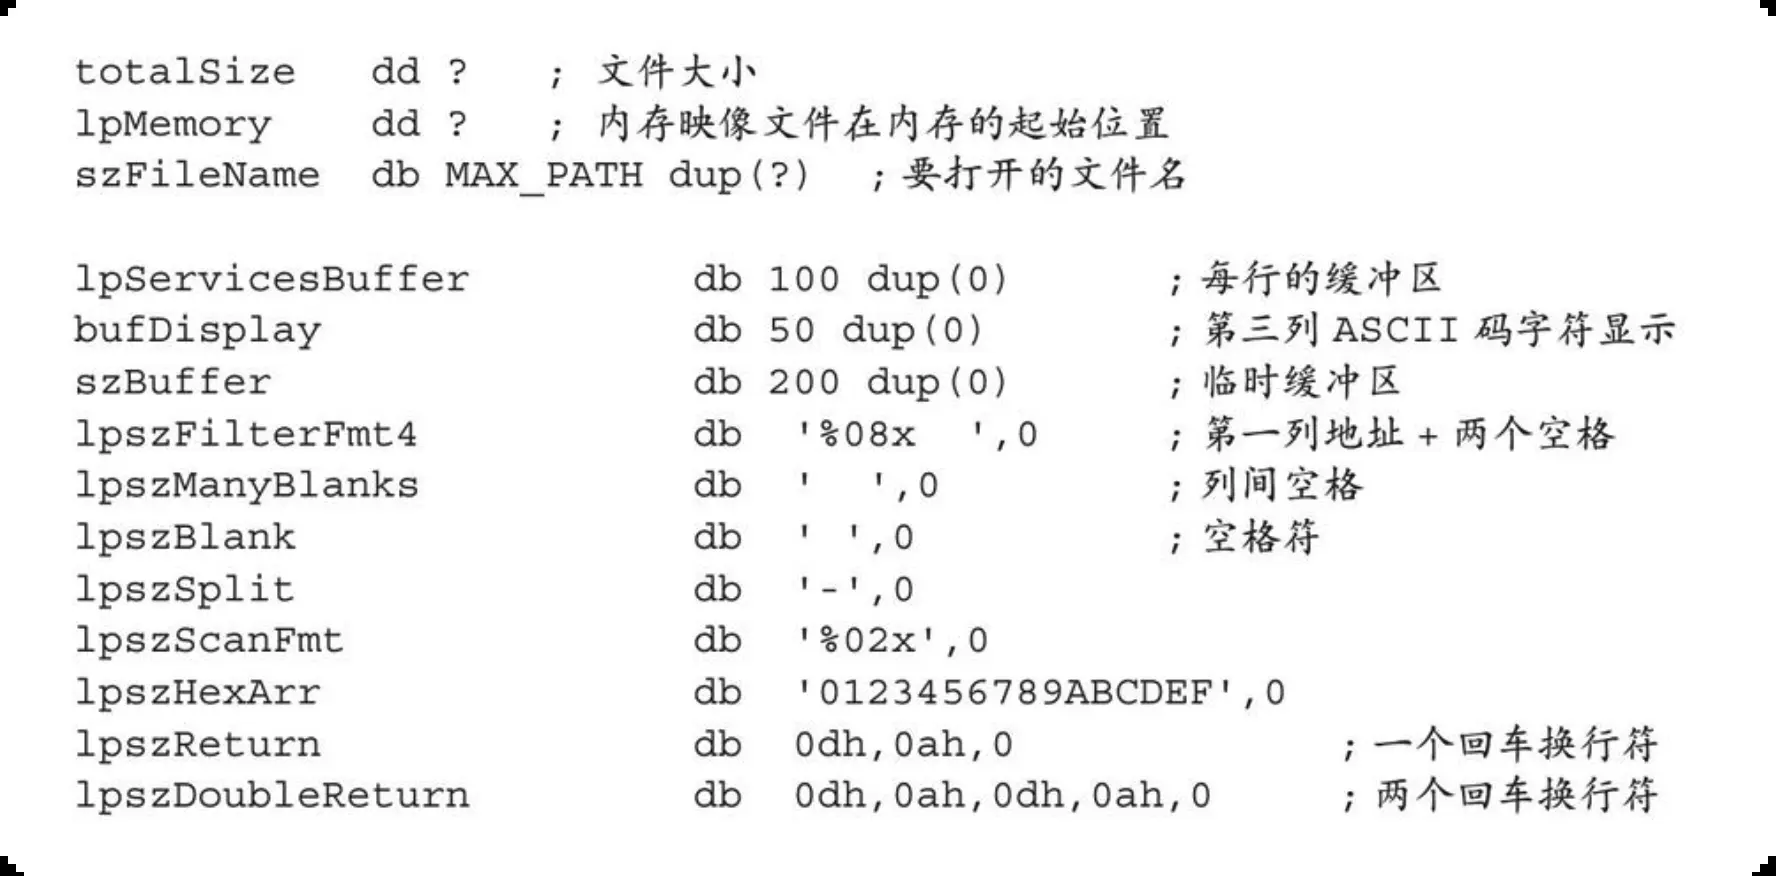 totalSize   dd ?   ; 文件大小
lpMemory    dd ?   ; 内存映像文件在内存的起始位置
szFileName  db MAX_PATH dup(?)  ;要打开的文件名
lpServicesBuffer         db 100 dup(0)      ;每行的缓冲区
bufDisplay               db 50 dup(0)       ;第三列 ASCII 码字符显示
szBuffer                 db 200 dup(0)      ;临时缓冲区
lpszFilterFmt4           db  '%08x  ',0     ;第一列地址 + 两个空格
lpszManyBlanks           db  '  ',0         ;列间空格
lpszBlank                db  ' ',0          ;空格符
lpszSplit                db  '-',0
lpszScanFmt              db  '%02x',0
lpszHexArr               db  '0123456789ABCDEF',0
lpszReturn               db  0dh,0ah,0             ;一个回车换行符
lpszDoubleReturn         db  0dh,0ah,0dh,0ah,0     ;两个回车换行符